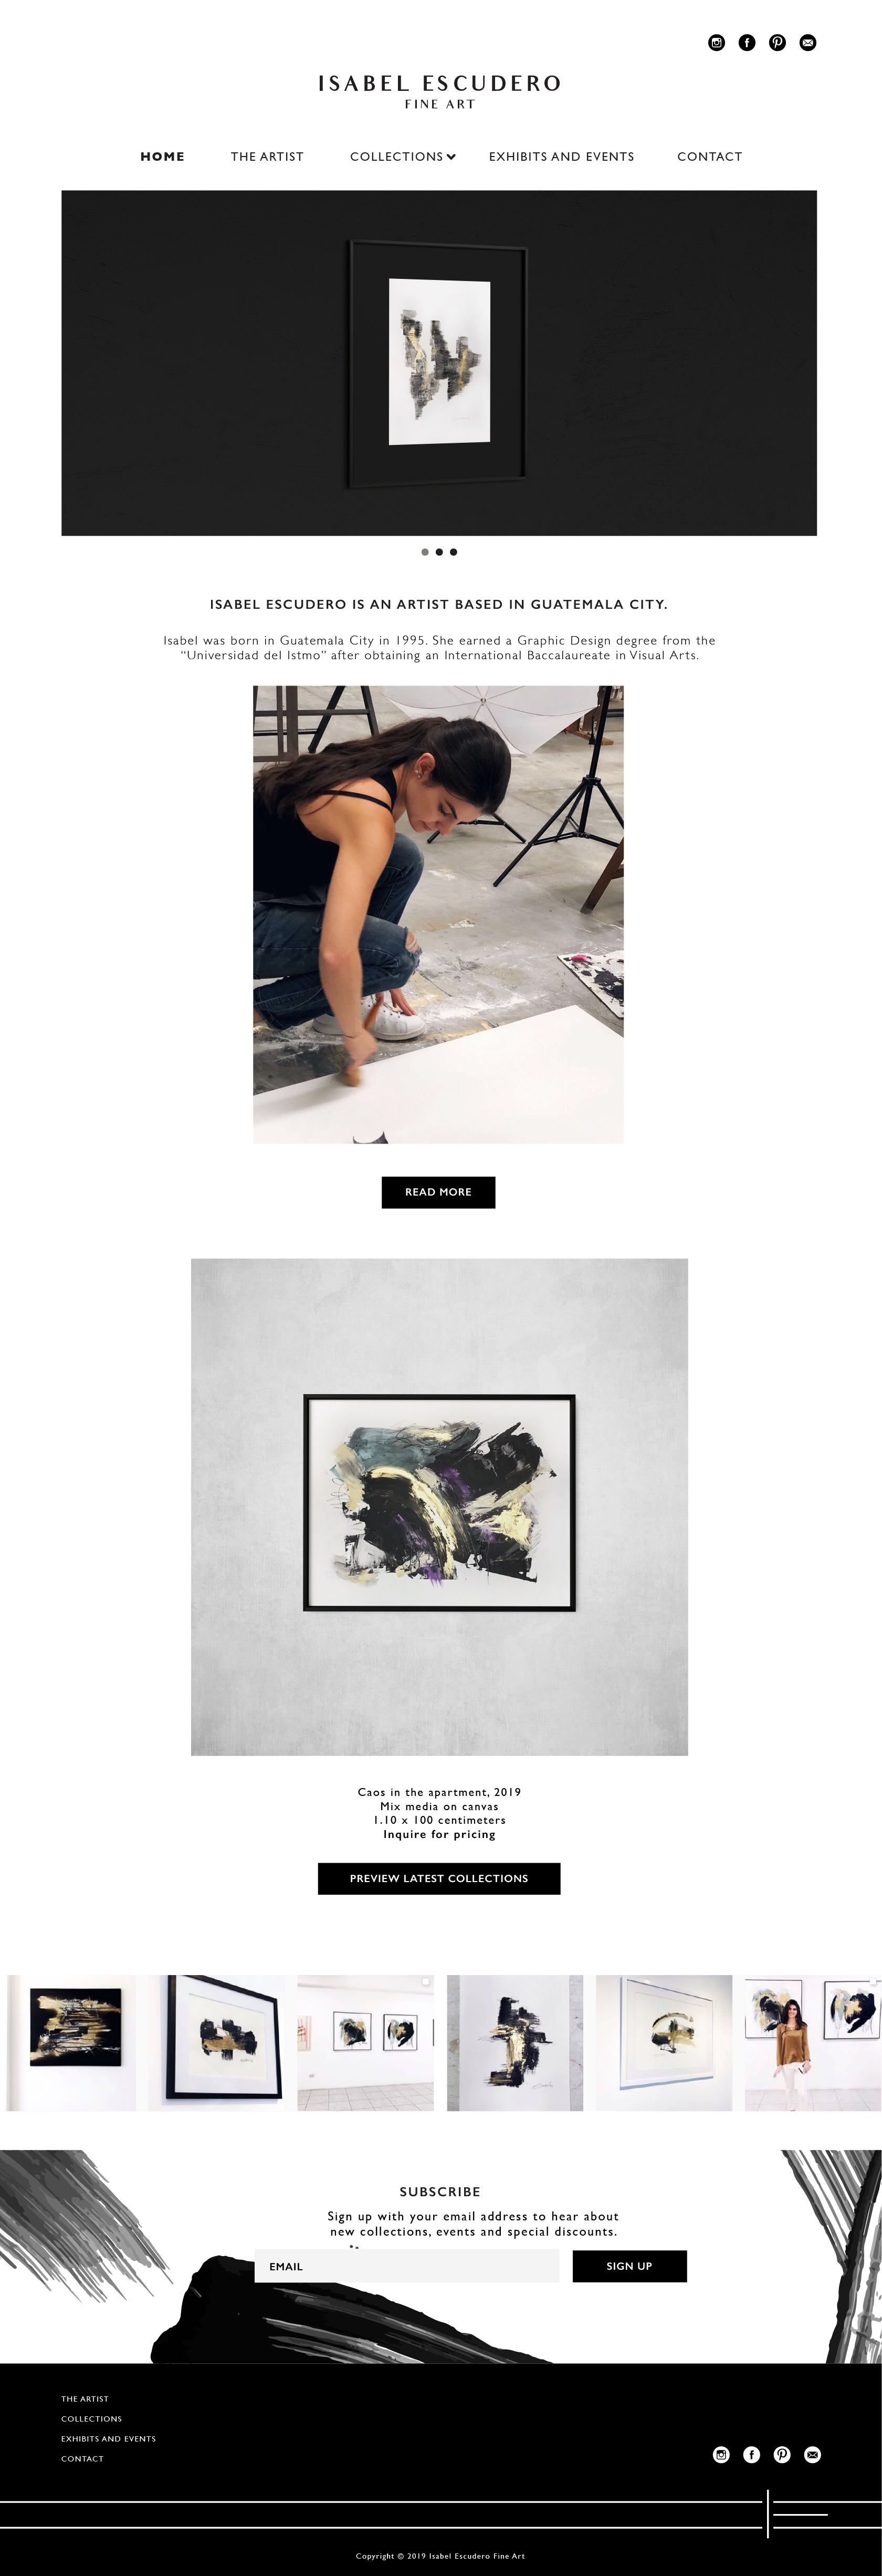 ISABEL ESCUDERO
FINE ART
HOME THE ARTIST COLLECTIONS EXHIBITS AND EVENTS CONTACT
ISABEL ESCUDERO IS AN ARTIST BASED IN GUATEMALA CITY.
Isabel was born in Guatemala City in 1995. She earned a Graphic Design degree from the
“Universidad del Istmo” after obtaining an International Baccalaureate in Visual Arts.
READ MORE
Caos in the apartment, 2019
Mix media on canvas
1.10 x 100 centimeters
Inquire for pricing
PREVIEW LATEST COLLECTIONS
SUBSCRIBE
Sign up with your email address to hear about
new collections, events and special discounts.
EMAIL SIGN UP
THE ARTIST
COLLECTIONS
EXHIBITS AND EVENTS
CONTACT
Copyright © 2019 Isabel Escudero Fine Art